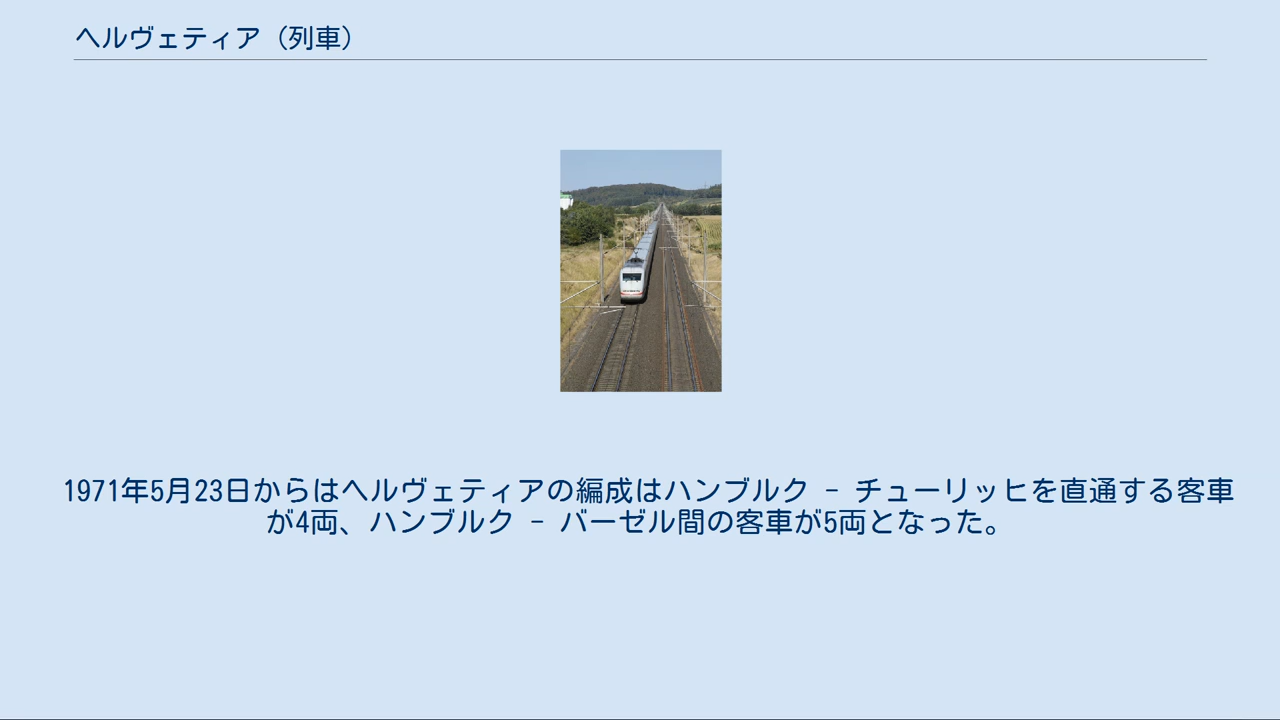 ヘルヴェティア（列車）
1971年5月23日からはヘルヴェティアの編成はハンブルク - チューリッヒを直通する客車
が4両、ハンブルク - バーゼル間の客車が5両となった。